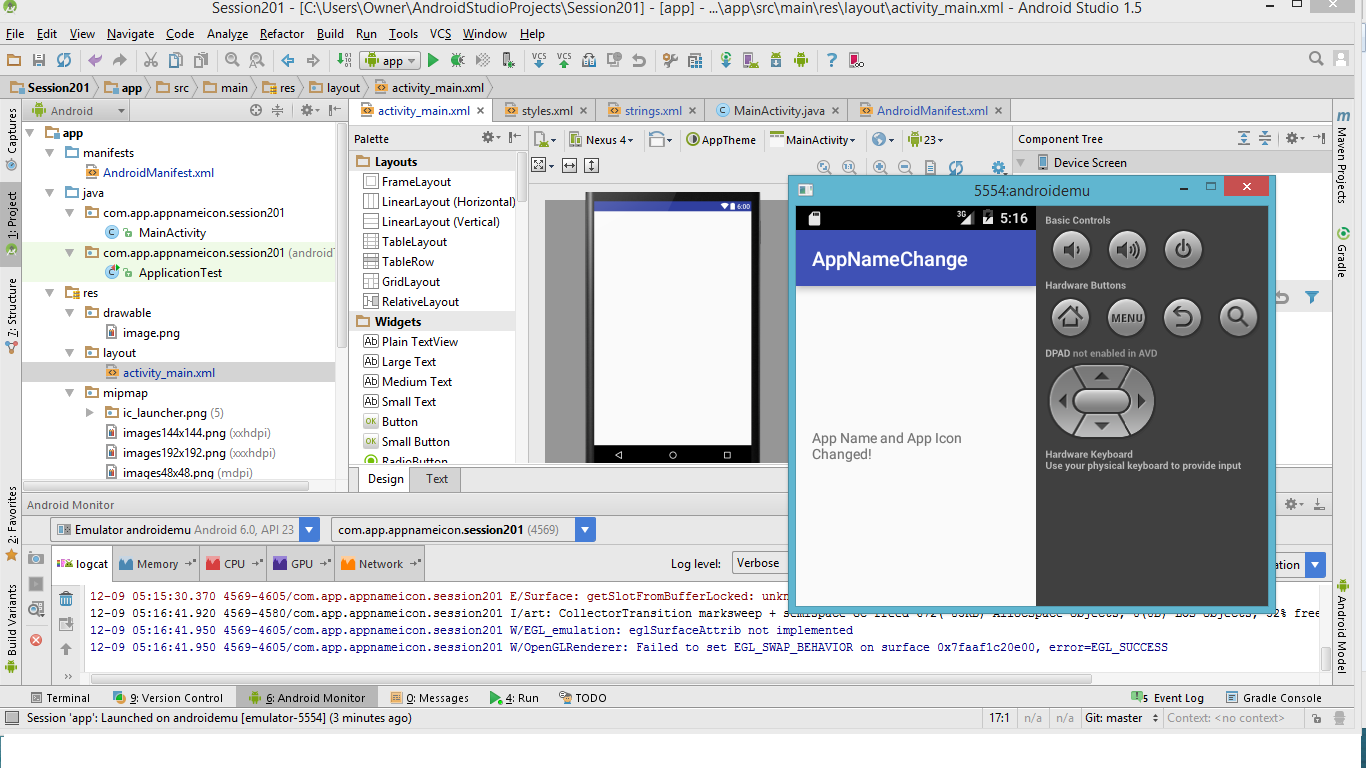 Session201 - [C:\Users\Owner\AndroidStudioProjects\Session201] - [app] - ...\app\src\main\res\layout\activity_main.xml - Android Studio 1.5
File Edit View Navigate Code Analyze Refactor Build Run Tools VCS Window Help
app VCS VCS
Session201 app src main res layout activity_main.xml
Android
activity_main.xml styles.xml strings.xml MainActivity.java AndroidManifest.xml
Captures
1: Project
7: Structure
2: Favorites
Build Variants
app
manifests
AndroidManifest.xml
java
com.app.appnameicon.session201
MainActivity
com.app.appnameicon.session201 (android
ApplicationTest
res
drawable
image.png
layout
activity_main.xml
mipmap
ic_launcher.png (5)
images144x144.png (xxhdpi)
images192x192.png (xxxhdpi)
images48x48.png (mdpi)
Palette
Layouts
FrameLayout
LinearLayout (Horizontal)
LinearLayout (Vertical)
TableLayout
TableRow
GridLayout
RelativeLayout
Widgets
Plain TextView
Large Text
Medium Text
Small Text
Button
Small Button
RadioButton
Nexus 4 AppTheme MainActivity 23
6:00
Design Text
Component Tree
Device Screen
Maven Projects
Gradle
Android Model
5554:androidemu
3G 5:16
AppNameChange
App Name and App Icon
Changed!
Basic Controls
Hardware Buttons
MENU
DPAD not enabled in AVD
Hardware Keyboard
Use your physical keyboard to provide input
Android Monitor
Emulator androidemu Android 6.0, API 23 com.app.appnameicon.session201 (4569)
logcat Memory CPU GPU Network Log level: Verbose
12-09 05:15:30.370 4569-4605/com.app.appnameicon.session201 E/Surface: getSlotFromBufferLocked:
12-09 05:16:41.920 4569-4580/com.app.appnameicon.session201 I/art: CollectorTransition marksweep + semispace GC freed
12-09 05:16:41.950 4569-4605/com.app.appnameicon.session201 W/EGL_emulation: eglSurfaceAttrib not implemented
12-09 05:16:41.950 4569-4605/com.app.appnameicon.session201 W/OpenGLRenderer: Failed to set EGL_SWAP_BEHAVIOR on surface 0x7faaf1c20e00, error=EGL_SUCCESS
Terminal 9: Version Control 6: Android Monitor 0: Messages 4: Run TODO 5 Event Log Gradle Console
Session 'app': Launched on androidemu [emulator-5554] (3 minutes ago) 17:1 n/a n/a Git: master Context: <no context>